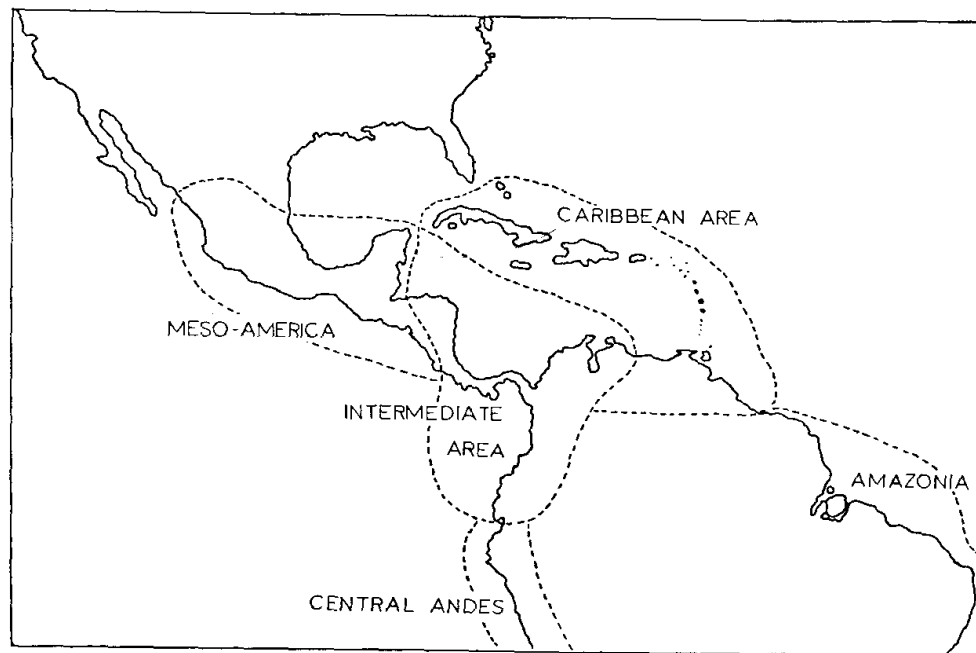 CARIBBEAN AREA
MESO-AMERICA
INTERMEDIATE
AREA
AMAZONIA
CENTRAL ANDES